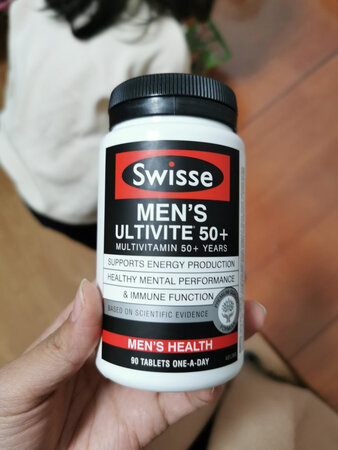 Swisse
MEN'S
ULTIVITE® 50+
MULTIVITAMIN 50+ YEARS
SUPPORTS ENERGY PRODUCTION
HEALTHY MENTAL PERFORMANCE
& IMMUNE FUNCTION
BASED ON SCIENTIFIC EVIDENCE
MEN'S HEALTH
90 TABLETS ONE-A-DAY